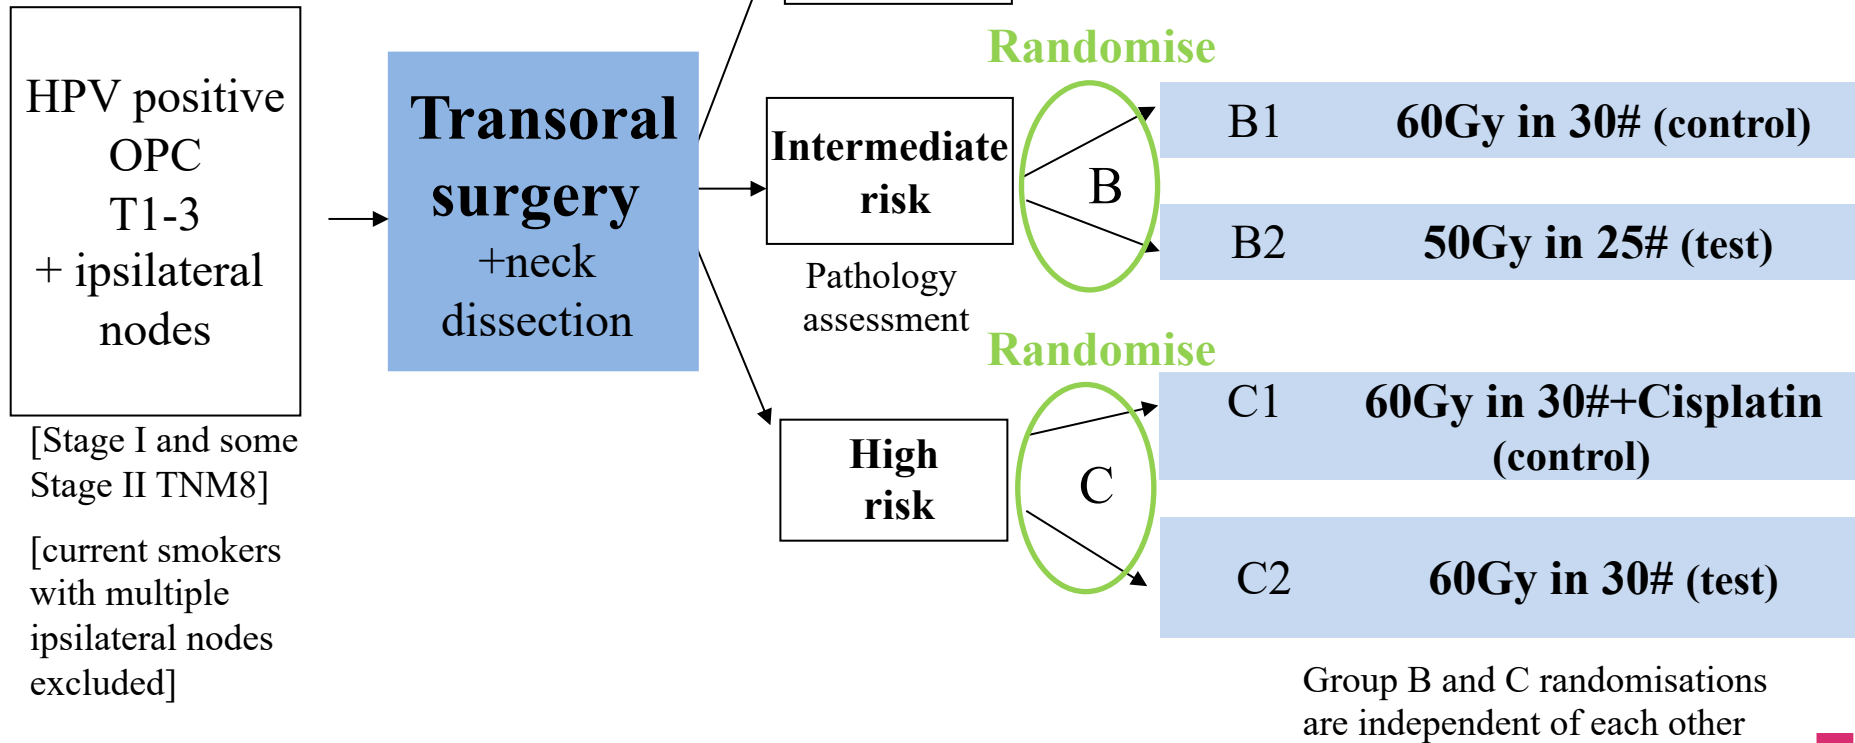 HPV positive
OPC
T1-3
+ ipsilateral
nodes
[Stage I and some
Stage II TNM8]
[current smokers
with multiple
ipsilateral nodes
excluded]
Transoral
surgery
+neck
dissection
Intermediate
risk
Pathology
assessment
High
risk
Randomise
B
B1 60Gy in 30# (control)
B2 50Gy in 25# (test)
Randomise
C
C1 60Gy in 30#+Cisplatin
(control)
C2 60Gy in 30# (test)
Group B and C randomisations
are independent of each other